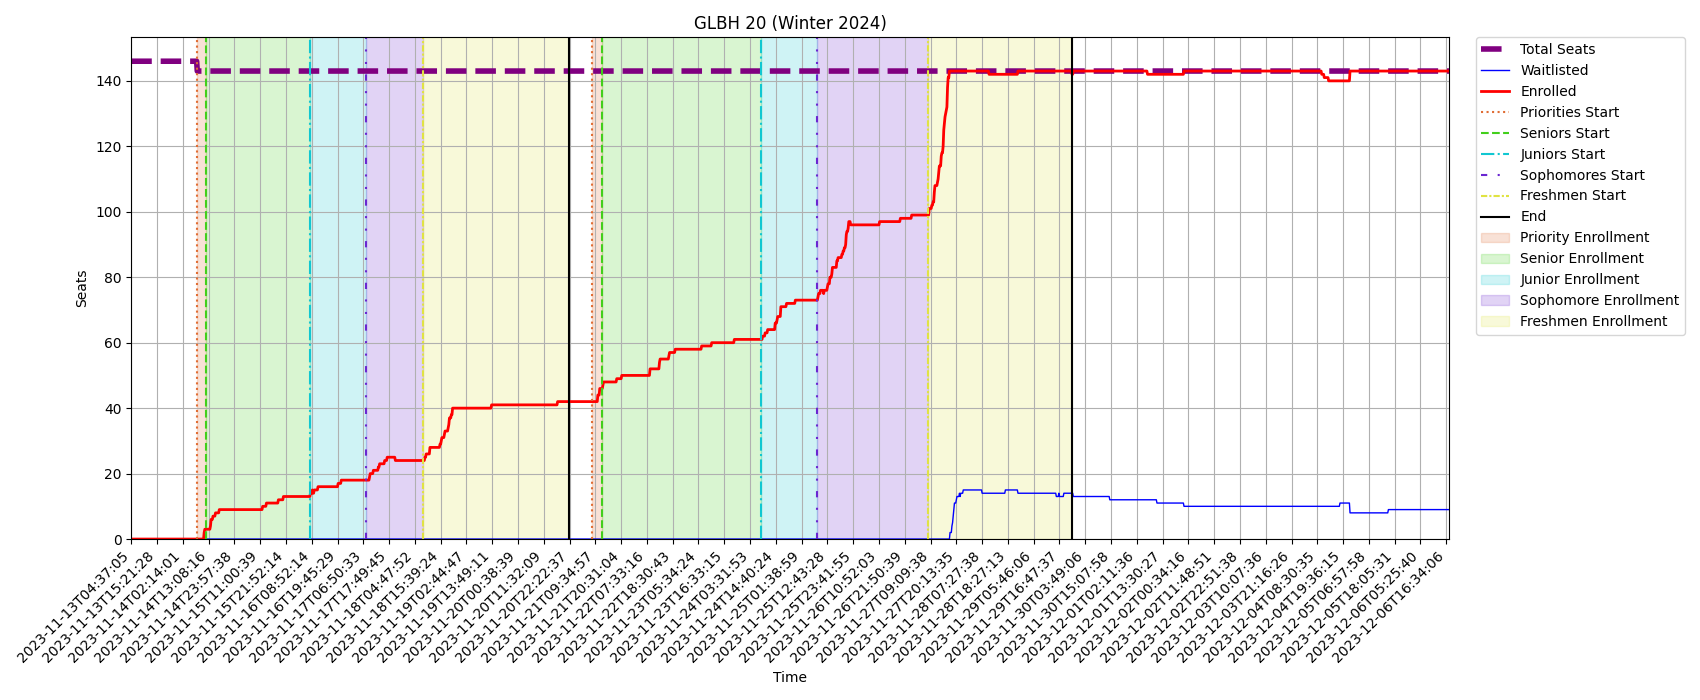 GLBH 20 (Winter 2024)
Seats
0
20
40
60
80
100
120
140
2023-11-13T04:37:05
2023-11-13T15:21:28
2023-11-14T02:14:01
2023-11-14T13:08:16
2023-11-14T23:57:38
2023-11-15T11:00:39
2023-11-15T21:52:14
2023-11-16T08:52:14
2023-11-16T19:45:29
2023-11-17T06:50:33
2023-11-17T17:49:45
2023-11-18T04:47:52
2023-11-18T15:39:24
2023-11-19T02:44:47
2023-11-19T13:49:11
2023-11-20T00:38:39
2023-11-20T11:32:09
2023-11-20T22:22:37
2023-11-21T09:34:57
2023-11-21T20:31:04
2023-11-22T07:33:16
2023-11-22T18:30:43
2023-11-23T05:34:24
2023-11-23T16:33:15
2023-11-24T03:31:53
2023-11-24T14:40:24
2023-11-25T01:38:59
2023-11-25T12:43:28
2023-11-25T23:41:55
2023-11-26T10:52:03
2023-11-26T21:50:39
2023-11-27T09:09:38
2023-11-27T20:13:35
2023-11-28T07:27:38
2023-11-28T18:27:13
2023-11-29T05:46:06
2023-11-29T16:47:37
2023-11-30T03:49:06
2023-11-30T15:07:58
2023-12-01T02:11:36
2023-12-01T13:30:27
2023-12-02T00:34:16
2023-12-02T11:48:51
2023-12-02T22:51:38
2023-12-03T10:07:36
2023-12-03T21:16:26
2023-12-04T08:30:35
2023-12-04T19:36:15
2023-12-05T06:57:58
2023-12-05T18:05:31
2023-12-06T05:25:40
2023-12-06T16:34:06
Time
Total Seats
Waitlisted
Enrolled
Priorities Start
Seniors Start
Juniors Start
Sophomores Start
Freshmen Start
End
Priority Enrollment
Senior Enrollment
Junior Enrollment
Sophomore Enrollment
Freshmen Enrollment